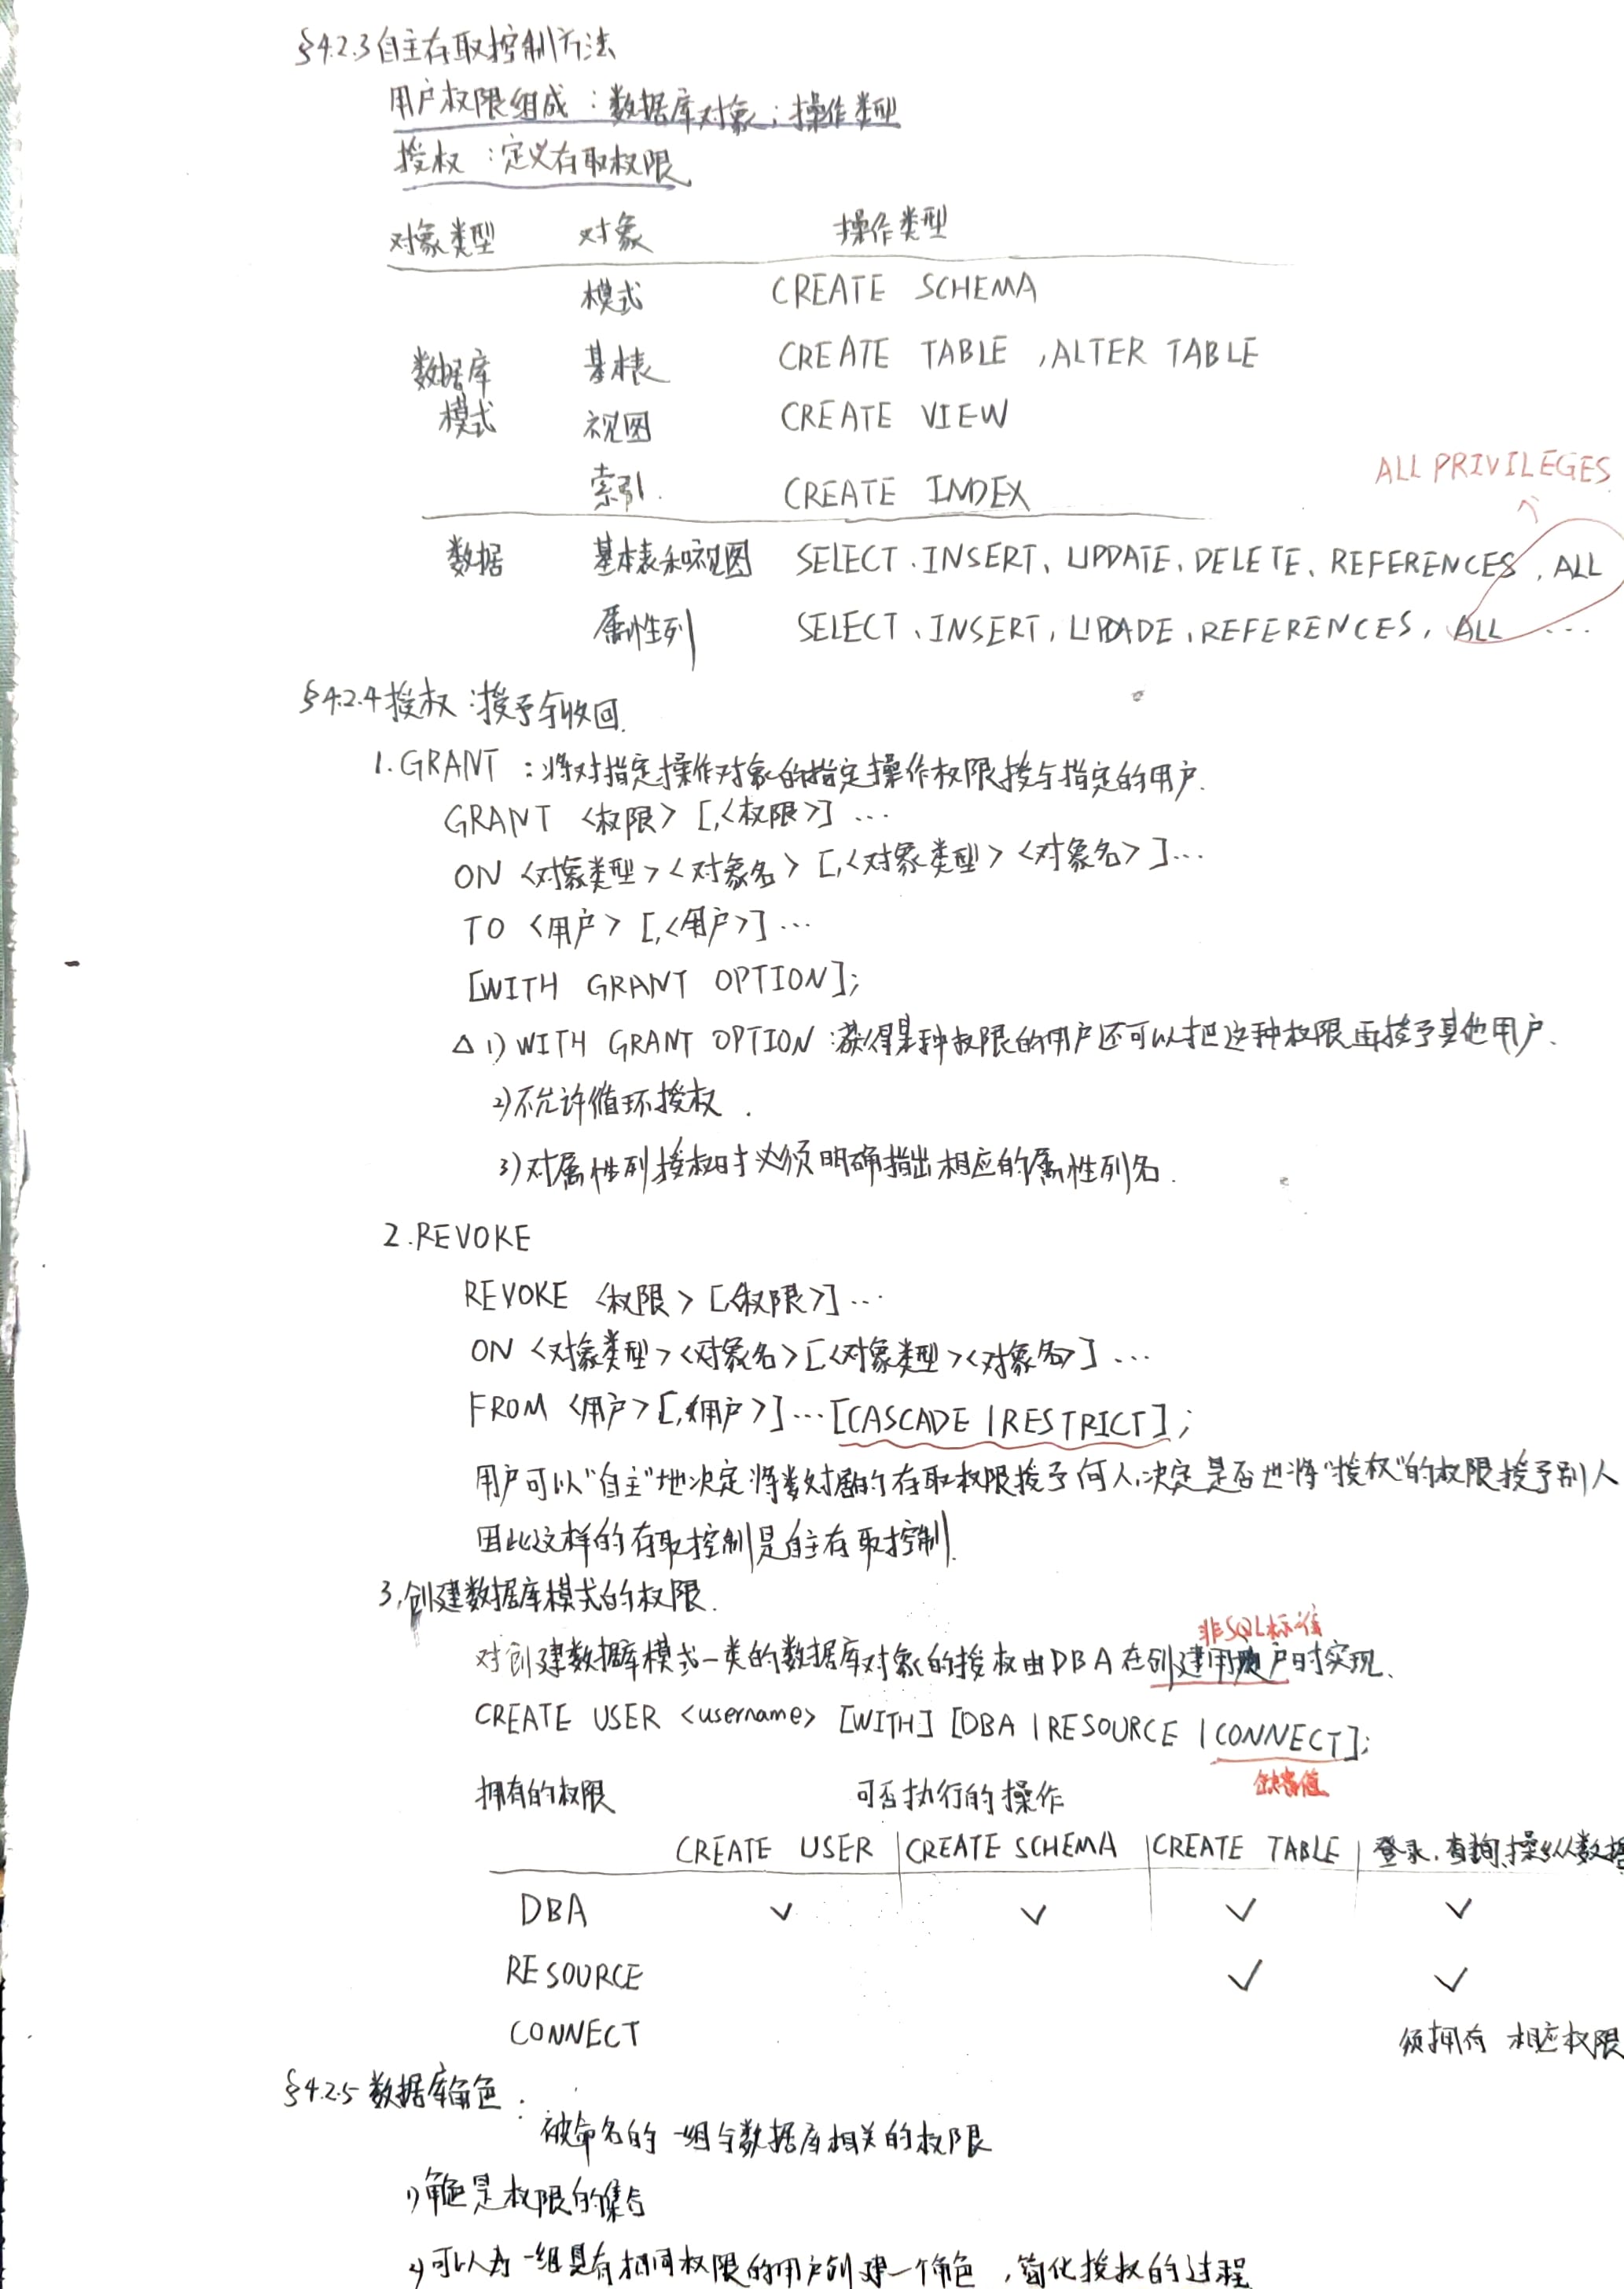 §4.2.3 自主存取控制方法
用户权限组成：数据库对象；操作类型
授权：定义存取权限
对象类型 对象 操作类型
模式 CREATE SCHEMA
数据库 基本表 CREATE TABLE ,ALTER TABLE
模式 视图 CREATE VIEW
索引. CREATE INDEX
ALL PRIVILEGES
数据 基本表和视图 SELECT、INSERT、UPDATE、DELETE、REFERENCES、ALL
属性列 SELECT、INSERT、UPDADE、REFERENCES、ALL ...
§4.2.4 授权：授予与收回.
1.GRANT：将对指定操作对象的指定操作权限授与指定的用户.
GRANT <权限> [,<权限>] ...
ON <对象类型> <对象名> [,<对象类型> <对象名>]...
TO <用户> [,<用户>] ...
[WITH GRANT OPTION];
△ 1) WITH GRANT OPTION：获得某种权限的用户还可以把这种权限再授予其他用户.
2)不允许循环授权.
3)对属性列授权时必须明确指出相应的属性列名.
2.REVOKE
REVOKE <权限> [,<权限>] ...
ON <对象类型> <对象名> [<对象类型><对象名>] ...
FROM <用户> [,<用户>] ... [CASCADE | RESTRICT];
用户可以"自主"地决定将数据的存取权限授予何人,决定是否也将"授权"的权限授予别人
因此这样的存取控制是自主存取控制.
3.创建数据库模式的权限.
非SQL标准
对创建数据库模式一类的数据库对象的授权由DBA在创建用户时实现.
CREATE USER <username> [WITH] [DBA | RESOURCE | CONNECT];
缺省值
拥有的权限 可否执行的操作
CREATE USER CREATE SCHEMA CREATE TABLE 登录、查询、操纵数据
DBA ✓ ✓ ✓ ✓
RESOURCE ✓ ✓
CONNECT 须拥有 相应权限
§4.2.5 数据库角色：
被命名的一组与数据库相关的权限
1)角色是权限的集合
2)可以为一组具有相同权限的用户创建一个角色,简化授权的过程